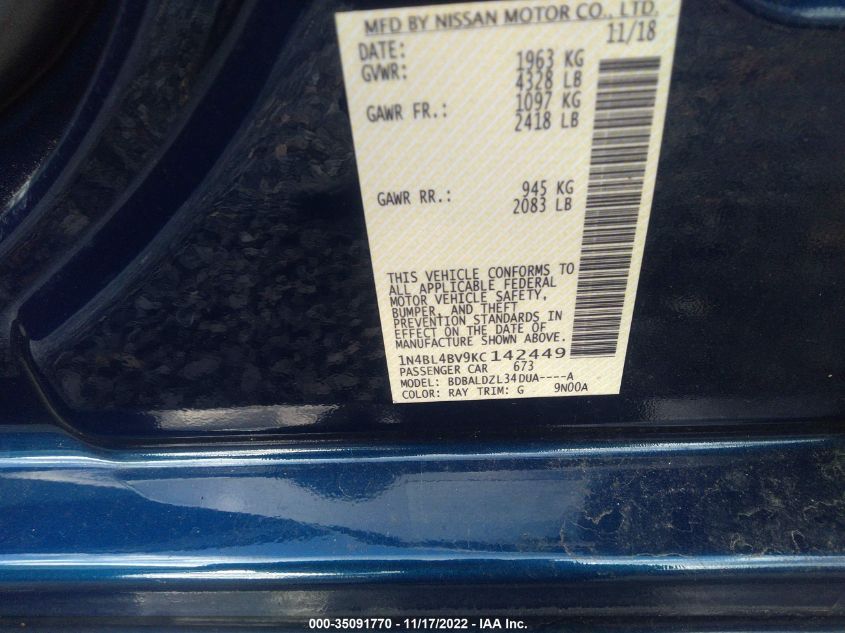 MFD BY NISSAN MOTOR CO., LTD.
DATE: 11/18
GVWR: 1963 KG
4328 LB
GAWR FR.: 1097 KG
2418 LB
GAWR RR.: 945 KG
2083 LB
THIS VEHICLE CONFORMS TO
ALL APPLICABLE FEDERAL
MOTOR VEHICLE SAFETY,
BUMPER, AND THEFT
PREVENTION STANDARDS IN
EFFECT ON THE DATE OF
MANUFACTURE SHOWN ABOVE.
1N4BL4BV9KC142449
PASSENGER CAR 673
MODEL: BDBALDZL34DUA----A
COLOR: RAY TRIM: G 9N00A
000-35091770 - 11/17/2022 - IAA Inc.